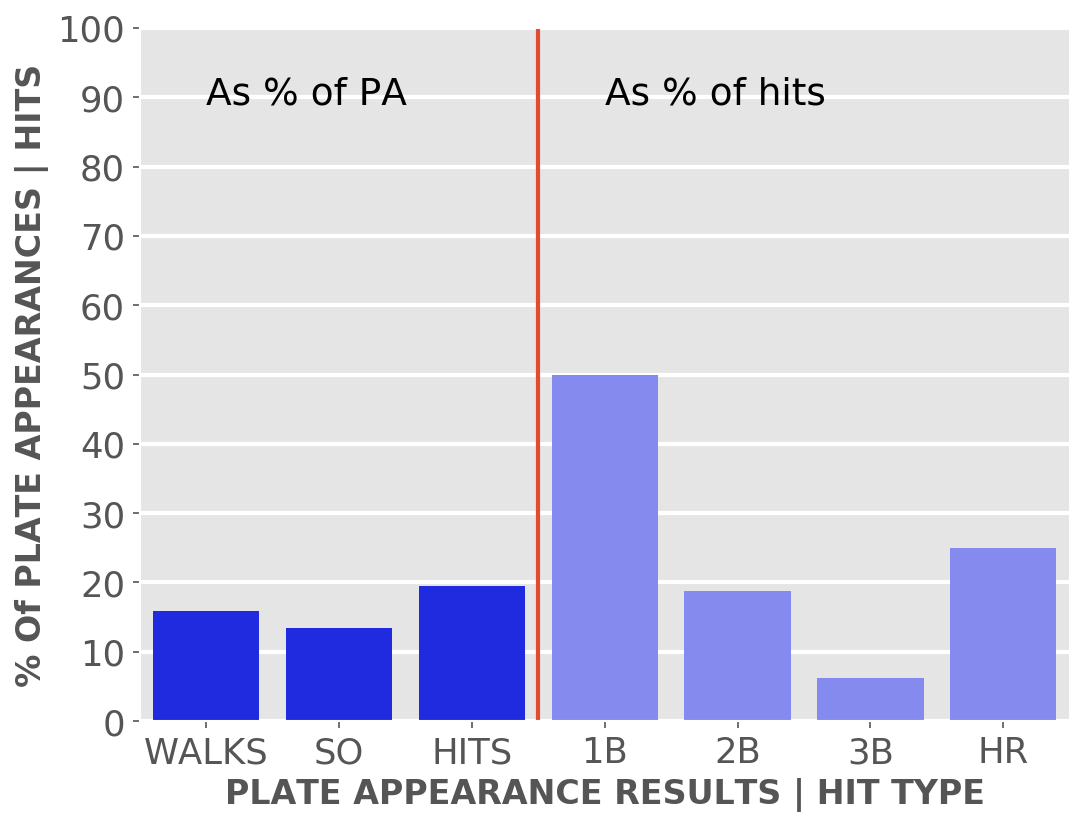 As % of PA
As % of hits
% Of PLATE APPEARANCES | HITS
100
90
80
70
60
50
40
30
20
10
0
WALKS SO HITS 1B 2B 3B HR
PLATE APPEARANCE RESULTS | HIT TYPE